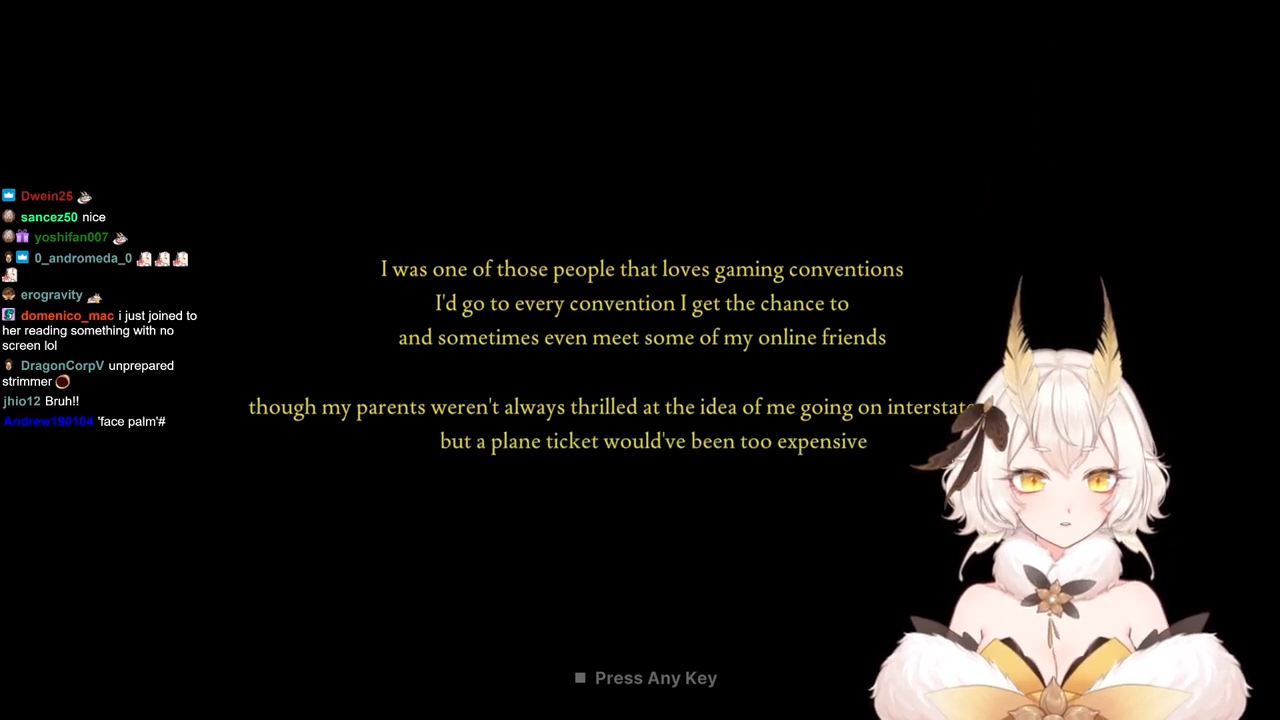 Dwein25
sancez50 nice
yoshifan007
0_andromeda_0
erogravity
domenico_mac i just joined to
her reading something with no
screen lol
DragonCorpV unprepared
strimmer
jhio12 Bruh!!
Andrew198104 'face palm'#
I was one of those people that loves gaming conventions
I'd go to every convention I get the chance to
and sometimes even meet some of my online friends
though my parents weren't always thrilled at the idea of me going on interstate
but a plane ticket would've been too expensive
Press Any Key